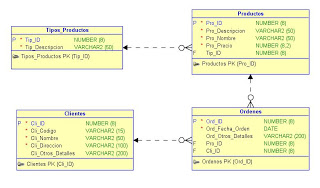 Tipos_Productos
P * Tip_ID NUMBER (8)
* Tip_Descripcion VARCHAR2 (50)
Tipos_Productos PK (Tip_ID)
Productos
P * Pro_ID NUMBER (8)
* Pro_Descripcion VARCHAR2 (50)
* Pro_Nombre VARCHAR2 (50)
* Pro_Precio NUMBER (8,2)
F Tip_ID NUMBER (8)
Productos PK (Pro_ID)
Clientes
P * Cli_ID NUMBER (8)
* Cli_Codigo VARCHAR2 (15)
* Cli_Nombre VARCHAR2 (50)
* Cli_Direccion VARCHAR2 (100)
Cli_Otros_Detalles VARCHAR2 (200)
Clientes PK (Cli_ID)
Ordenes
P * Ord_ID NUMBER (8)
* Ord_Fecha_Orden DATE
Ord_Otros_Detalles VARCHAR2 (200)
F Pro_ID NUMBER (8)
F Cli_ID NUMBER (8)
Ordenes PK (Ord_ID)